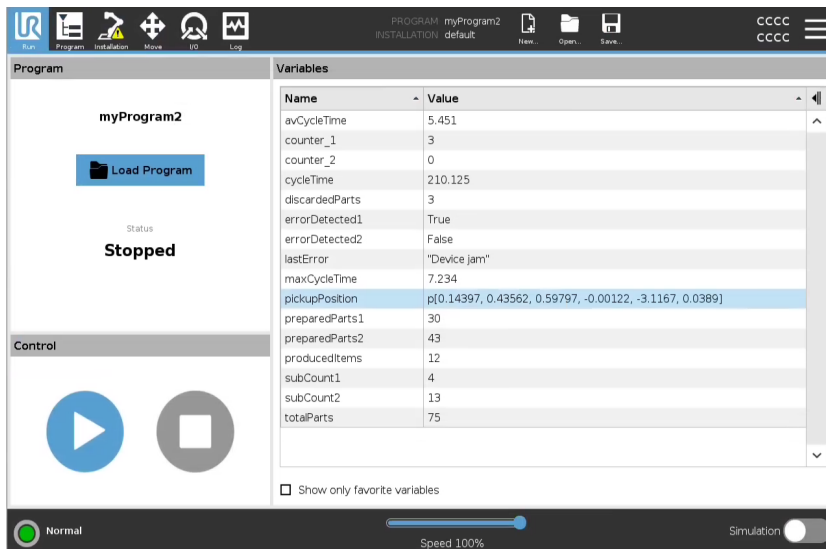 UR
Run
Program
Installation
Move
I/O
Log
PROGRAM myProgram2
INSTALLATION default
New...
Open...
Save...
CCCC
CCCC
Program
myProgram2
Load Program
Status
Stopped
Control
Variables
Name Value
avCycleTime 5.451
counter_1 3
counter_2 0
cycleTime 210.125
discardedParts 3
errorDetected1 True
errorDetected2 False
lastError "Device jam"
maxCycleTime 7.234
pickupPosition p[0.14397, 0.43562, 0.59797, -0.00122, -3.1167, 0.0389]
preparedParts1 30
preparedParts2 43
producedItems 12
subCount1 4
subCount2 13
totalParts 75
Show only favorite variables
Normal
Speed 100%
Simulation